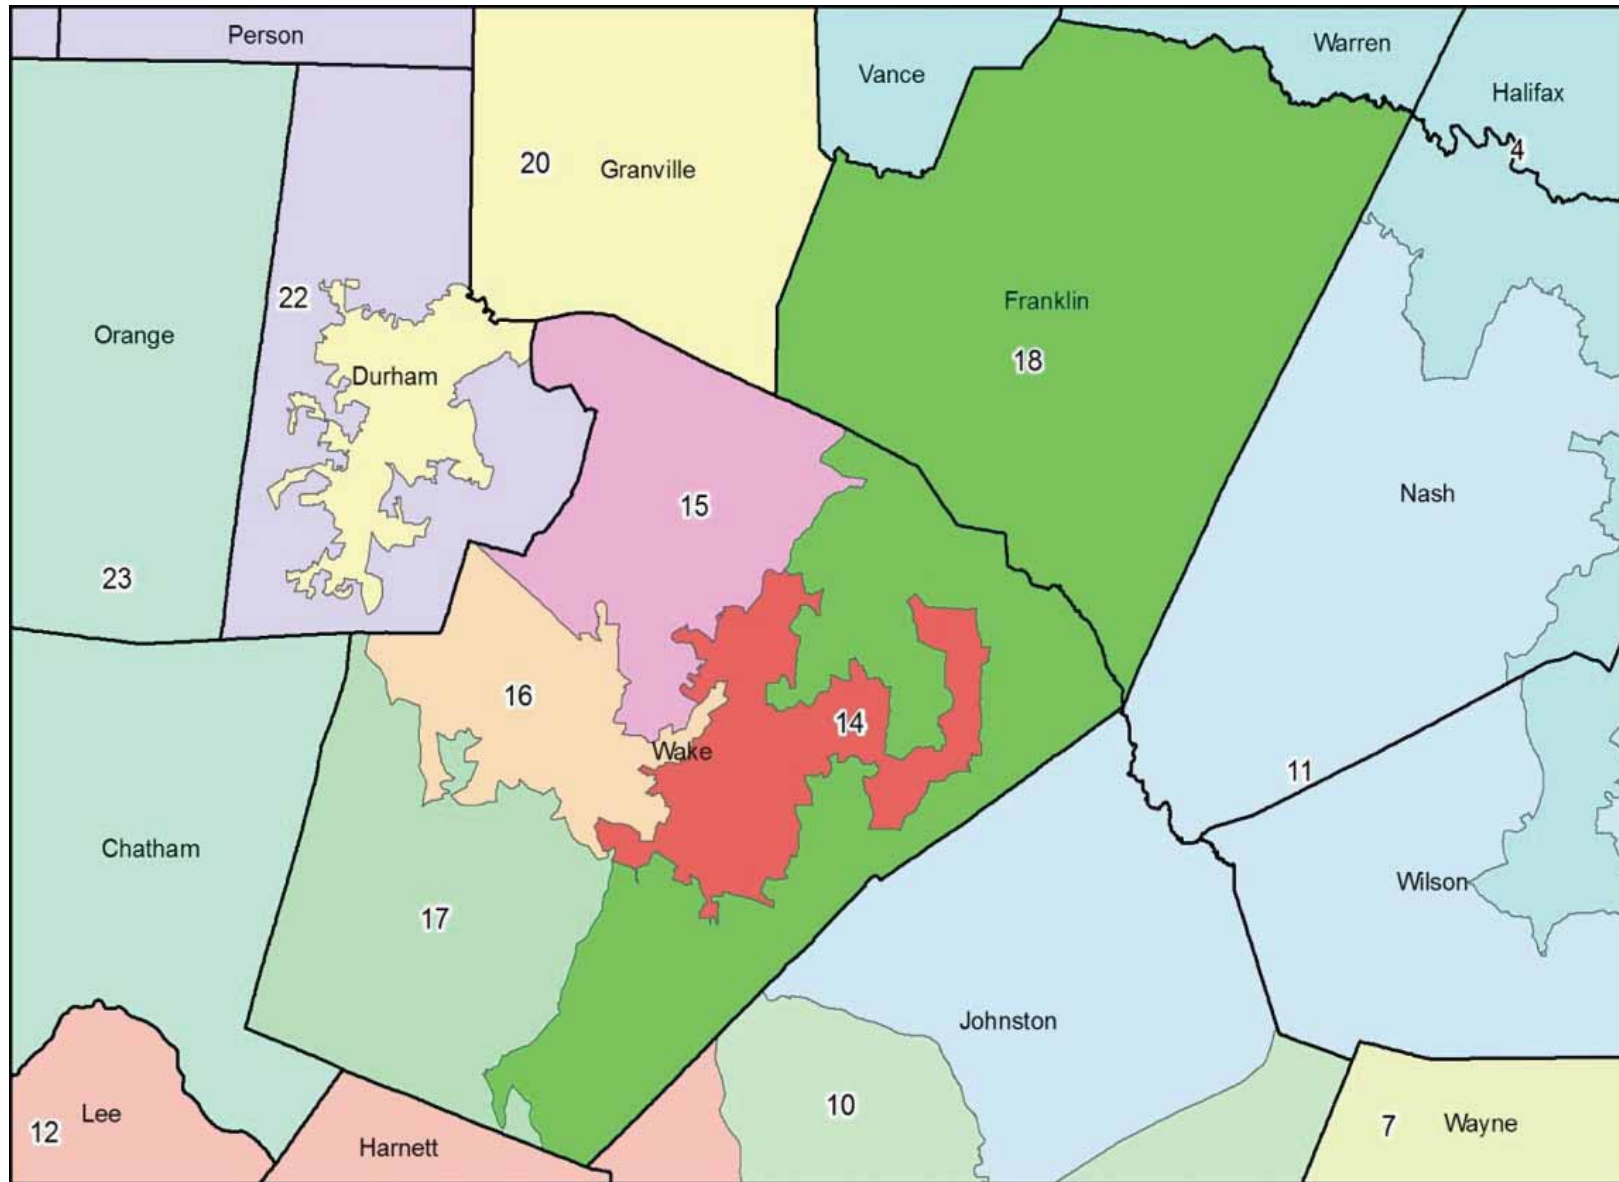 Person
Warren
Vance
Halifax
4
20
Granville
22
Franklin
Orange
18
Durham
Nash
15
23
16
14
Wake
11
Chatham
Wilson
17
Johnston
10
Lee
12
7
Wayne
Harnett